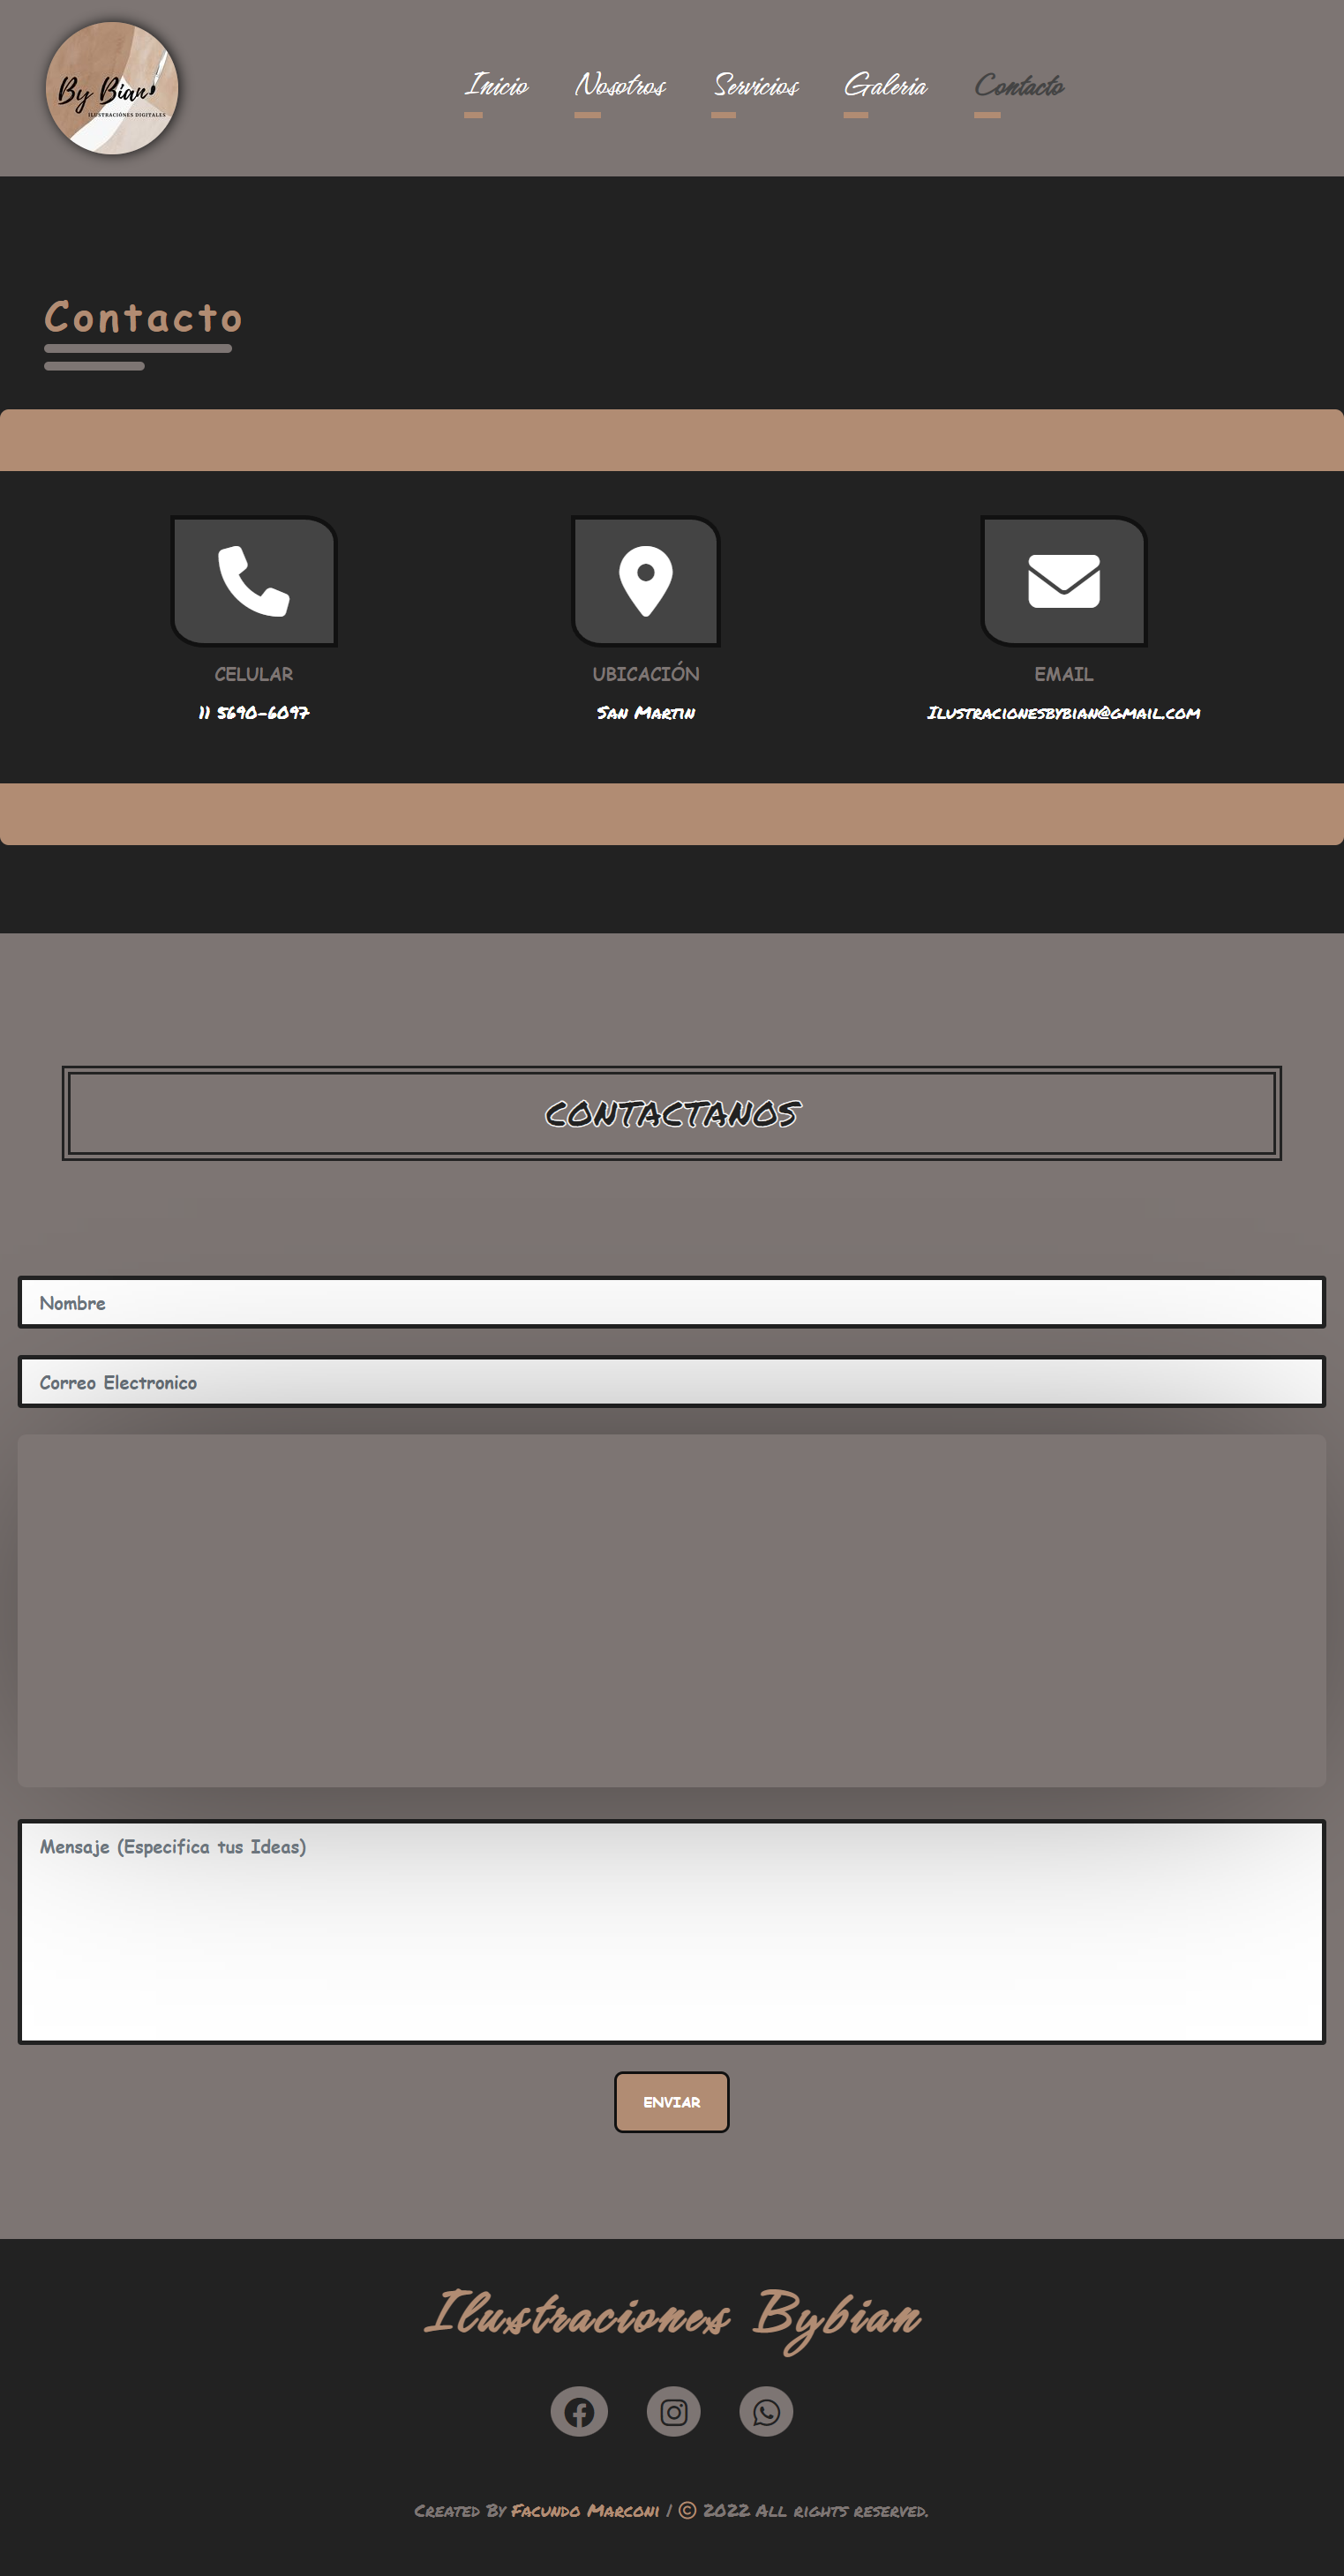 By Bian
ILUSTRACIÓNES DIGITALES
Inicio Nosotros Servicios Galeria Contacto
Contacto
CELULAR UBICACIÓN EMAIL
11 5690-6097 San Martin Ilustracionesbybian@gmail.com
CONTACTANOS
Nombre
Correo Electronico
Mensaje (Especifica tus Ideas)
ENVIAR
Ilustraciones Bybian
Created By Facundo Marconi / © 2022 All rights reserved.